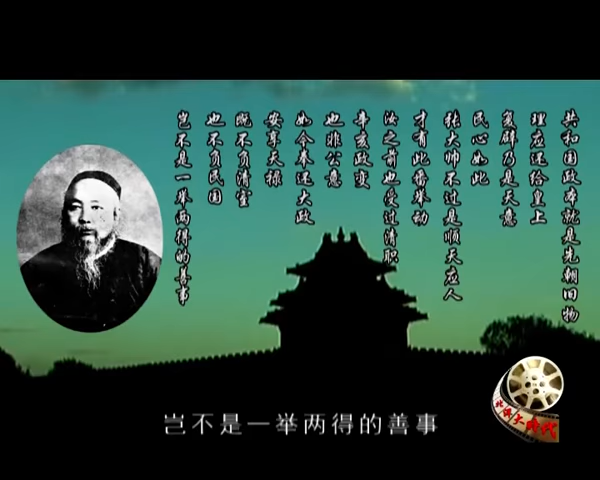 共和国政本就是先朝旧物
理应还给皇上
复辟乃是天意
民心如此
张大帅不过是顺天应人
才有此番举动
汝之前也受过清职
辛亥政变
也非公意
如今奉还大政
安享天禄
既不负清室
也不负民国
岂不是一举两得的善事
岂不是一举两得的善事